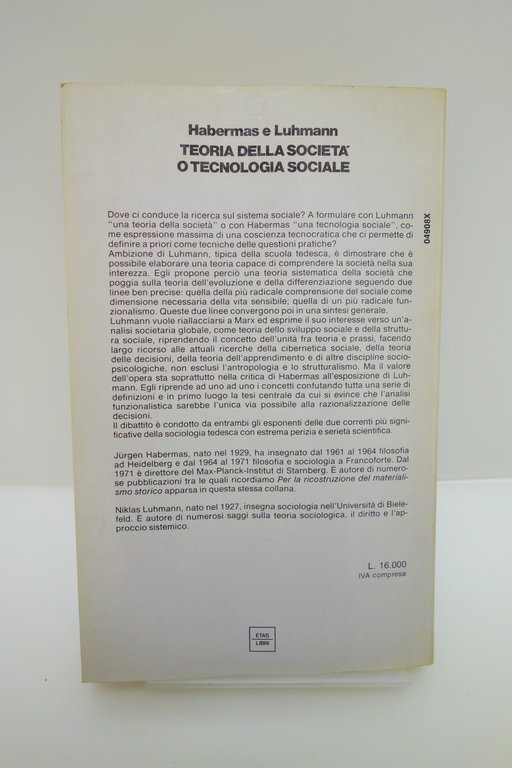 Habermas e Luhmann
TEORIA DELLA SOCIETÀ
O TECNOLOGIA SOCIALE
04908X
Dove ci conduce la ricerca sul sistema sociale? A formulare con Luhmann
"una teoria della società" o con Habermas "una tecnologia sociale", co-
me espressione massima di una coscienza tecnocratica che ci permette di
definire a priori come tecniche delle questioni pratiche?
Ambizione di Luhmann, tipica della scuola tedesca, è dimostrare che è
possibile elaborare una teoria capace di comprendere la società nella sua
interezza. Egli propone perciò una teoria sistematica della società che
poggia sulla teoria dell'evoluzione e della differenziazione seguendo due
linee ben precise: quella della più radicale comprensione del sociale come
dimensione necessaria della vita sensibile; quella di un più radicale fun-
zionalismo. Queste due linee convergono poi in una sintesi generale.
Luhmann vuole riallacciarsi a Marx ed esprime il suo interesse verso un'a-
nalisi societaria globale, come teoria dello sviluppo sociale e della struttu-
ra sociale, riprendendo il concetto dell'unità fra teoria e prassi, facendo
largo ricorso alle attuali ricerche della cibernetica sociale, della teoria
delle decisioni, della teoria dell'apprendimento e di altre discipline socio-
psicologiche, non esclusi l'antropologia e lo strutturalismo. Ma il valore
dell'opera sta soprattutto nella critica di Habermas all'esposizione di Luh-
mann. Egli riprende ad uno ad uno i concetti confutando tutta una serie di
definizioni e in primo luogo la tesi centrale da cui si evince che l'analisi
funzionalistica sarebbe l'unica via possibile alla razionalizzazione delle
decisioni.
Il dibattito è condotto da entrambi gli esponenti delle due correnti più signi-
ficative della sociologia tedesca con estrema perizia e serietà scientifica.
Jürgen Habermas, nato nel 1929, ha insegnato dal 1961 al 1964 filosofia
ad Heidelberg e dal 1964 al 1971 filosofia e sociologia a Francoforte. Dal
1971 è direttore del Max-Planck-Institut di Starnberg. È autore di numero-
se pubblicazioni tra le quali ricordiamo Per la ricostruzione del materiali-
smo storico apparsa in questa stessa collana.
Niklas Luhmann, nato nel 1927, insegna sociologia nell'Università di Biele-
feld. È autore di numerosi saggi sulla teoria sociologica, il diritto e l'ap-
proccio sistemico.
L. 16.000
IVA compresa
ETAS
LIBRI